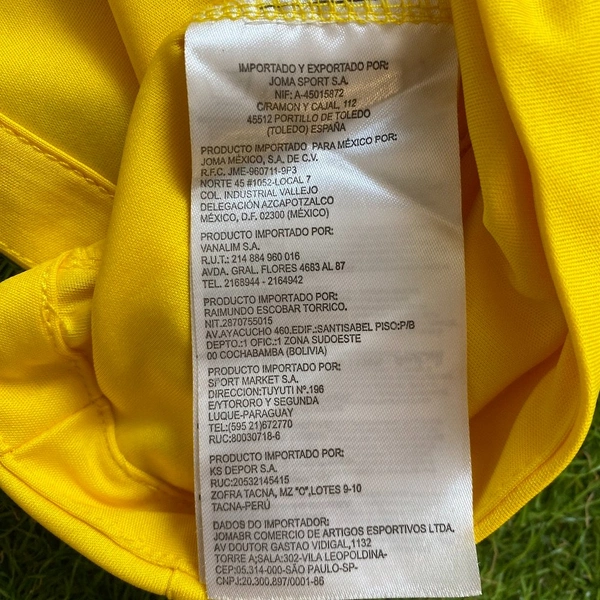 IMPORTADO Y EXPORTADO POR:
JOMA SPORT S.A.
NIF: A-45015872
C/RAMON Y CAJAL, 112
45512 PORTILLO DE TOLEDO
(TOLEDO) ESPAÑA
PRODUCTO IMPORTADO PARA MÉXICO POR:
JOMA MÉXICO, S.A. DE C.V.
R.F.C. JME-960711-9P3
NORTE 45 #1052-LOCAL 7
COL. INDUSTRIAL VALLEJO
DELEGACIÓN AZCAPOTZALCO
MÉXICO, D.F. 02300 (MÉXICO)
PRODUCTO IMPORTADO POR:
VANALIM S.A.
R.U.T.: 214 884 960 016
AVDA. GRAL. FLORES 4683 AL 87
TEL. 2168944 - 2164942
PRODUCTO IMPORTADO POR:
RAIMUNDO ESCOBAR TORRICO.
NIT.2870755015
AV.AYACUCHO 460.EDIF.:SANTISABEL PISO:P/B
DEPTO.:1 OFIC.:1 ZONA SUDOESTE
00 COCHABAMBA (BOLIVIA)
PRODUCTO IMPORTADO POR:
SPORT MARKET S.A.
DIRECCION:TUYUTI Nº.196
E/YTORORO Y SEGUNDA
LUQUE-PARAGUAY
TEL:(595 21)672770
RUC:80030718-6
PRODUCTO IMPORTADO POR:
KS DEPOR S.A.
RUC:20532145415
ZOFRA TACNA, MZ "C",LOTES 9-10
TACNA-PERÚ
DADOS DO IMPORTADOR:
JOMABR COMERCIO DE ARTIGOS ESPORTIVOS LTDA.
AV DOUTOR GASTAO VIDIGAL,1132
TORRE A;SALA:302-VILA LEOPOLDINA-
CEP:05.314-000-SÃO PAULO-SP-
CNPJ:20.300.897/0001-86